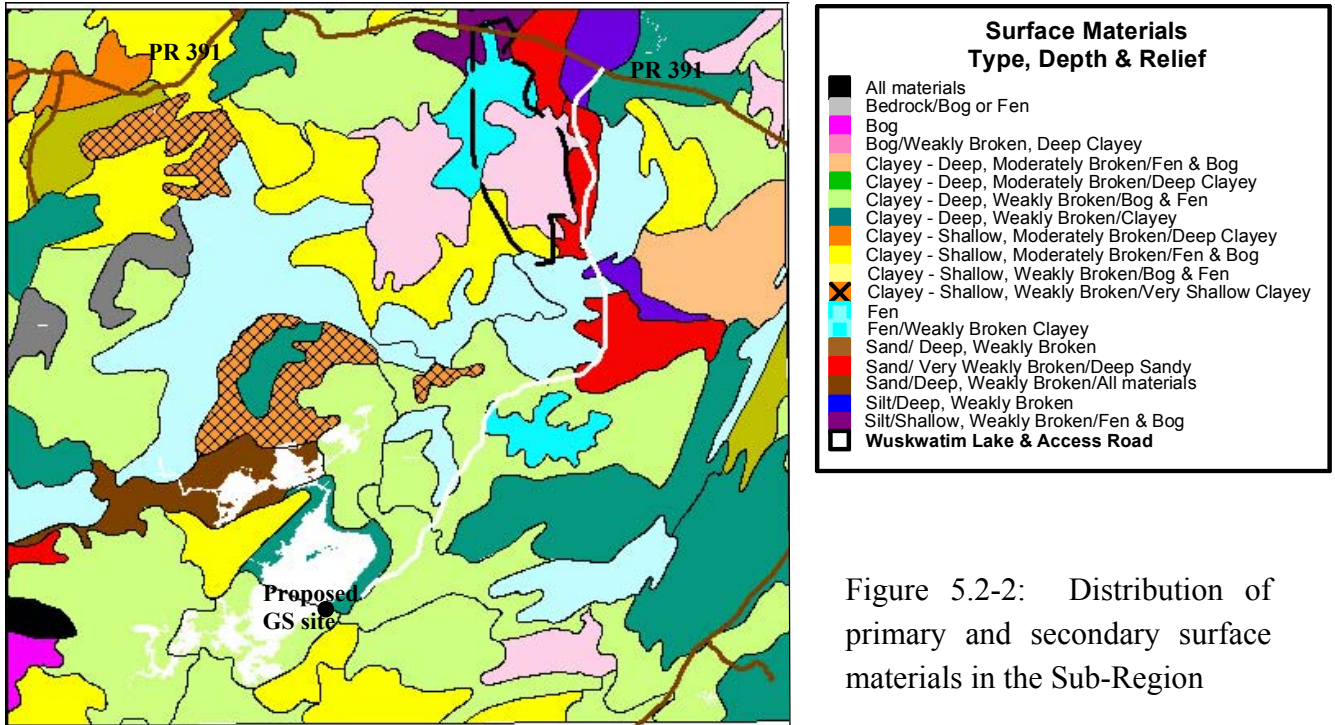 PR 391
PR 391
Proposed
GS site
Surface Materials
Type, Depth & Relief
All materials
Bedrock/Bog or Fen
Bog
Bog/Weakly Broken, Deep Clayey
Clayey - Deep, Moderately Broken/Fen & Bog
Clayey - Deep, Moderately Broken/Deep Clayey
Clayey - Deep, Weakly Broken/Bog & Fen
Clayey - Deep, Weakly Broken/Clayey
Clayey - Shallow, Moderately Broken/Deep Clayey
Clayey - Shallow, Moderately Broken/Fen & Bog
Clayey - Shallow, Weakly Broken/Bog & Fen
Clayey - Shallow, Weakly Broken/Very Shallow Clayey
Fen
Fen/Weakly Broken Clayey
Sand/ Deep, Weakly Broken
Sand/ Very Weakly Broken/Deep Sandy
Sand/Deep, Weakly Broken/All materials
Silt/Deep, Weakly Broken
Silt/Shallow, Weakly Broken/Fen & Bog
Wuskwatim Lake & Access Road
Figure 5.2-2: Distribution of
primary and secondary surface
materials in the Sub-Region